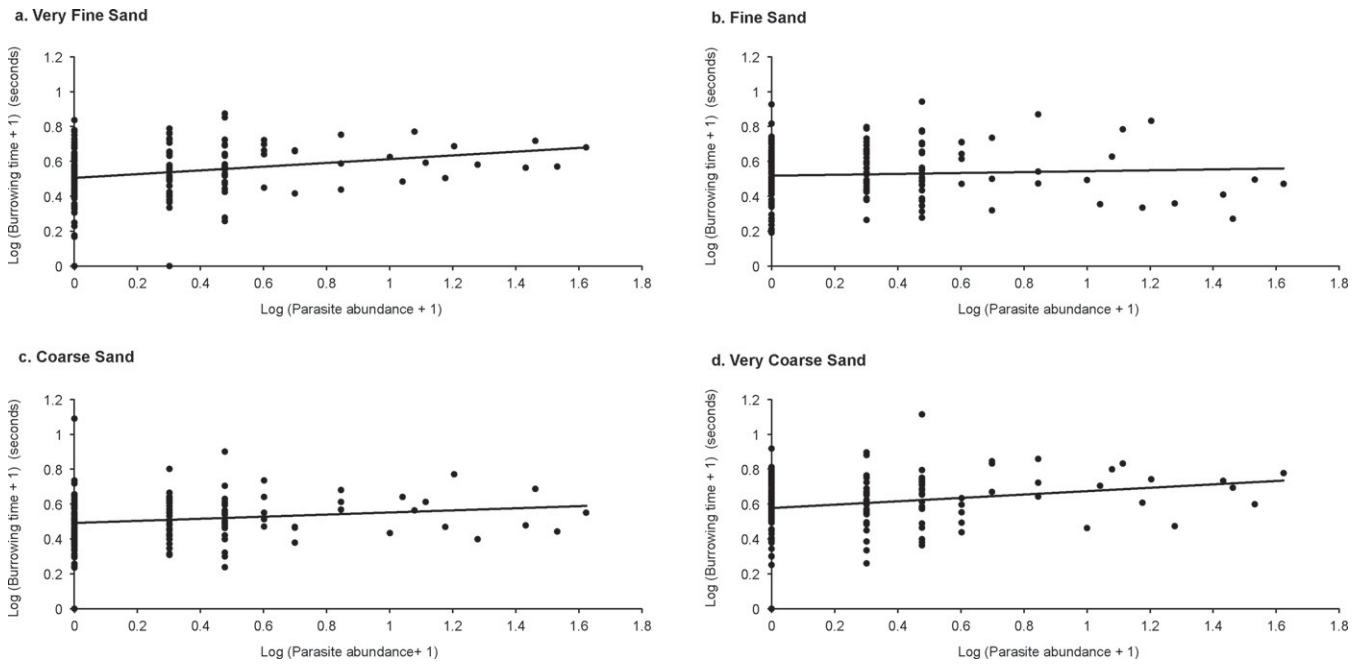 a. Very Fine Sand
Log (Burrowing time + 1) (seconds)
1.2
1
0.8
0.6
0.4
0.2
0
0 0.2 0.4 0.6 0.8 1 1.2 1.4 1.6 1.8
Log (Parasite abundance + 1)
b. Fine Sand
Log (Burrowing time + 1) (seconds)
1.2
1
0.8
0.6
0.4
0.2
0
0 0.2 0.4 0.6 0.8 1 1.2 1.4 1.6 1.8
Log (Parasite abundance + 1)
c. Coarse Sand
Log (Burrowing time + 1) (seconds)
1.2
1
0.8
0.6
0.4
0.2
0
0 0.2 0.4 0.6 0.8 1 1.2 1.4 1.6 1.8
Log (Parasite abundance+ 1)
d. Very Coarse Sand
Log (Burrowing time + 1) (seconds)
1.2
1
0.8
0.6
0.4
0.2
0
0 0.2 0.4 0.6 0.8 1 1.2 1.4 1.6 1.8
Log (Parasite abundance + 1)